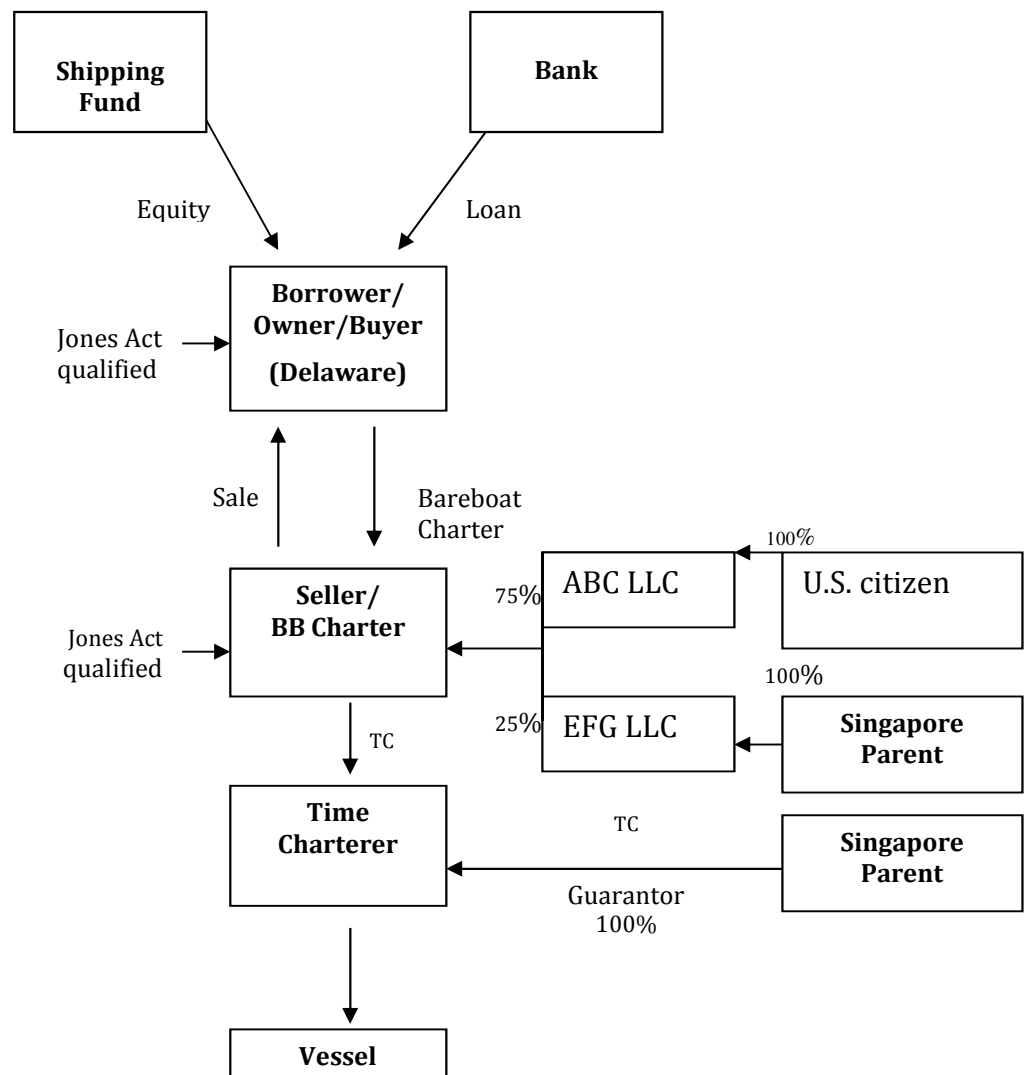 Shipping
Fund
Bank
Equity
Loan
Borrower/
Owner/Buyer
(Delaware)
Jones Act
qualified
Sale
Bareboat
Charter
100%
ABC LLC
U.S. citizen
75%
Seller/
BB Charter
Jones Act
qualified
100%
25%
EFG LLC
Singapore
Parent
TC
Time
Charterer
TC
Singapore
Parent
Guarantor
100%
Vessel